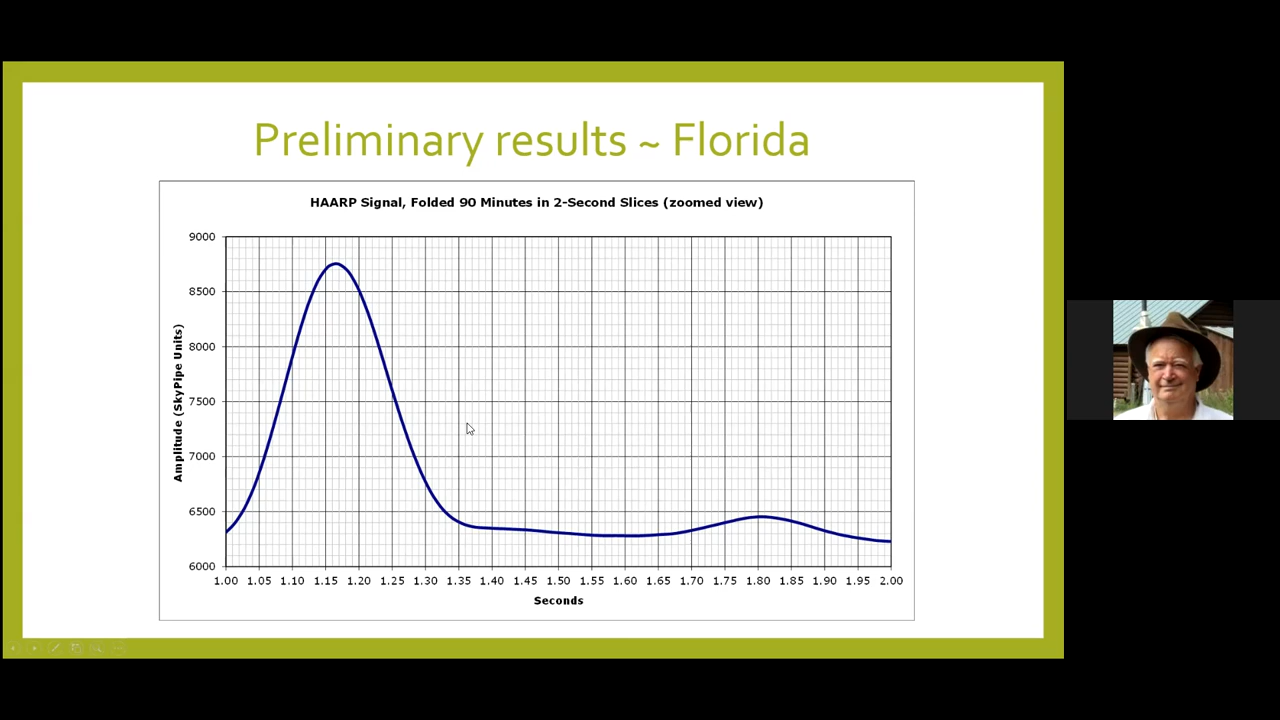 Preliminary results ~ Florida
HAARP Signal, Folded 90 Minutes in 2-Second Slices (zoomed view)
Amplitude (SkyPipe Units)
9000
8500
8000
7500
7000
6500
6000
1.00 1.05 1.10 1.15 1.20 1.25 1.30 1.35 1.40 1.45 1.50 1.55 1.60 1.65 1.70 1.75 1.80 1.85 1.90 1.95 2.00
Seconds